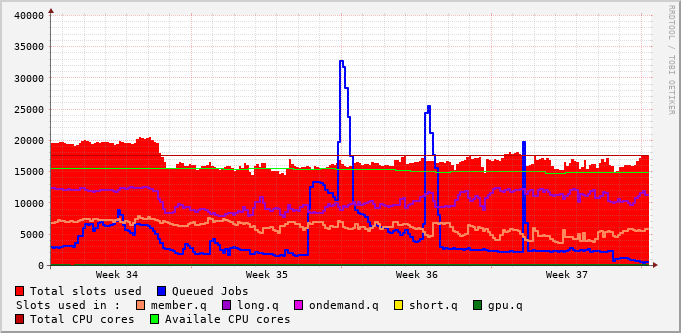 40000
35000
30000
25000
20000
15000
10000
5000
0
Week 34 Week 35 Week 36 Week 37
RRDTOOL / TOBI OETIKER
Total slots used Queued Jobs
Slots used in : member.q long.q ondemand.q short.q gpu.q
Total CPU cores Availale CPU cores